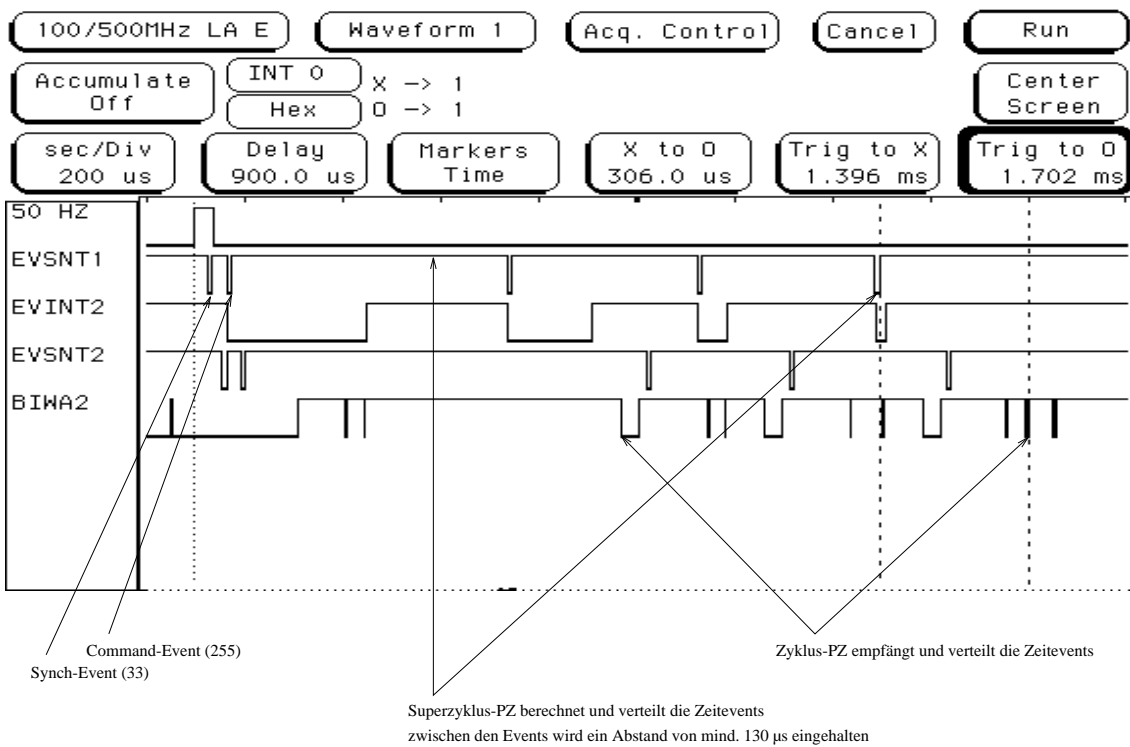 100/500MHz LA E Waveform 1 Acq. Control Cancel Run
Accumulate Off INT O X -> 1 Center Screen
Hex O -> 1
sec/Div Delay Markers X to O Trig to X Trig to O
200 us 900.0 us Time 306.0 us 1.396 ms 1.702 ms
50 HZ
EVSNT1
EVINT2
EVSNT2
BIWA2
Command-Event (255)
Synch-Event (33)
Zyklus-PZ empfängt und verteilt die Zeitevents
Superzyklus-PZ berechnet und verteilt die Zeitevents
zwischen den Events wird ein Abstand von mind. 130 µs eingehalten